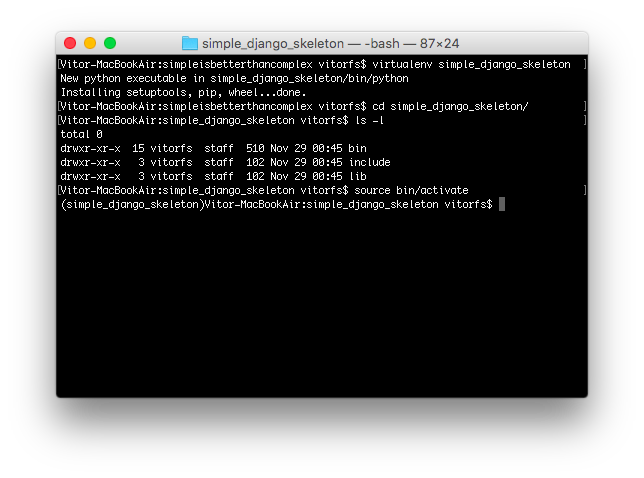 simple_django_skeleton — -bash — 87×24
[Vitor-MacBookAir:simpleisbetterthancomplex vitorfs$ virtualenv simple_django_skeleton ]
New python executable in simple_django_skeleton/bin/python
Installing setuptools, pip, wheel...done.
[Vitor-MacBookAir:simpleisbetterthancomplex vitorfs$ cd simple_django_skeleton/ ]
[Vitor-MacBookAir:simple_django_skeleton vitorfs$ ls -l ]
total 0
drwxr-xr-x  15 vitorfs  staff  510 Nov 29 00:45 bin
drwxr-xr-x   3 vitorfs  staff  102 Nov 29 00:45 include
drwxr-xr-x   3 vitorfs  staff  102 Nov 29 00:45 lib
[Vitor-MacBookAir:simple_django_skeleton vitorfs$ source bin/activate ]
(simple_django_skeleton)Vitor-MacBookAir:simple_django_skeleton vitorfs$